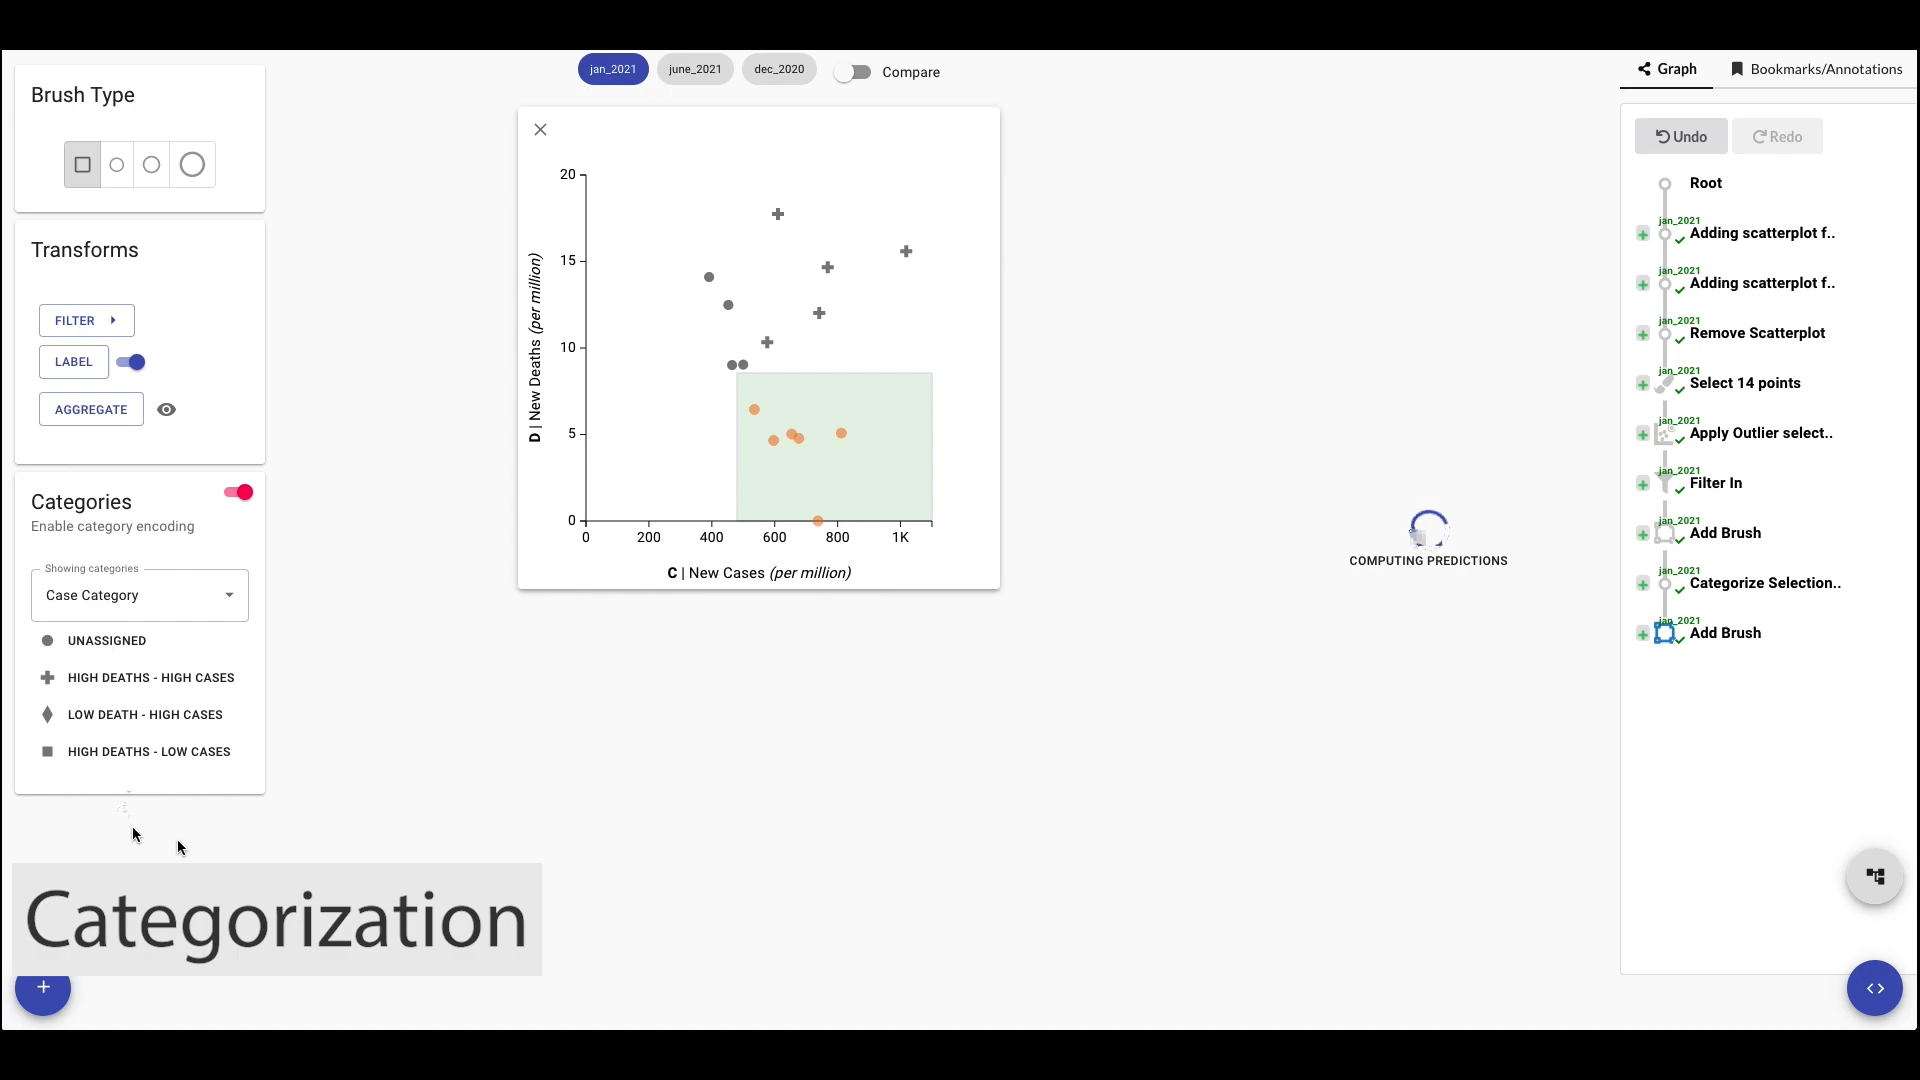 Brush Type
Transforms
FILTER
LABEL
AGGREGATE
Categories
Enable category encoding
Showing categories
Case Category
UNASSIGNED
HIGH DEATHS - HIGH CASES
LOW DEATH - HIGH CASES
HIGH DEATHS - LOW CASES
Categorization
+
jan_2021 june_2021 dec_2020 Compare
20
15
10
5
0
D | New Deaths (per million)
0 200 400 600 800 1K
C | New Cases (per million)
COMPUTING PREDICTIONS
Graph Bookmarks/Annotations
Undo Redo
Root
jan_2021
Adding scatterplot f..
jan_2021
Adding scatterplot f..
jan_2021
Remove Scatterplot
jan_2021
Select 14 points
jan_2021
Apply Outlier select..
jan_2021
Filter In
jan_2021
Add Brush
jan_2021
Categorize Selection..
jan_2021
Add Brush